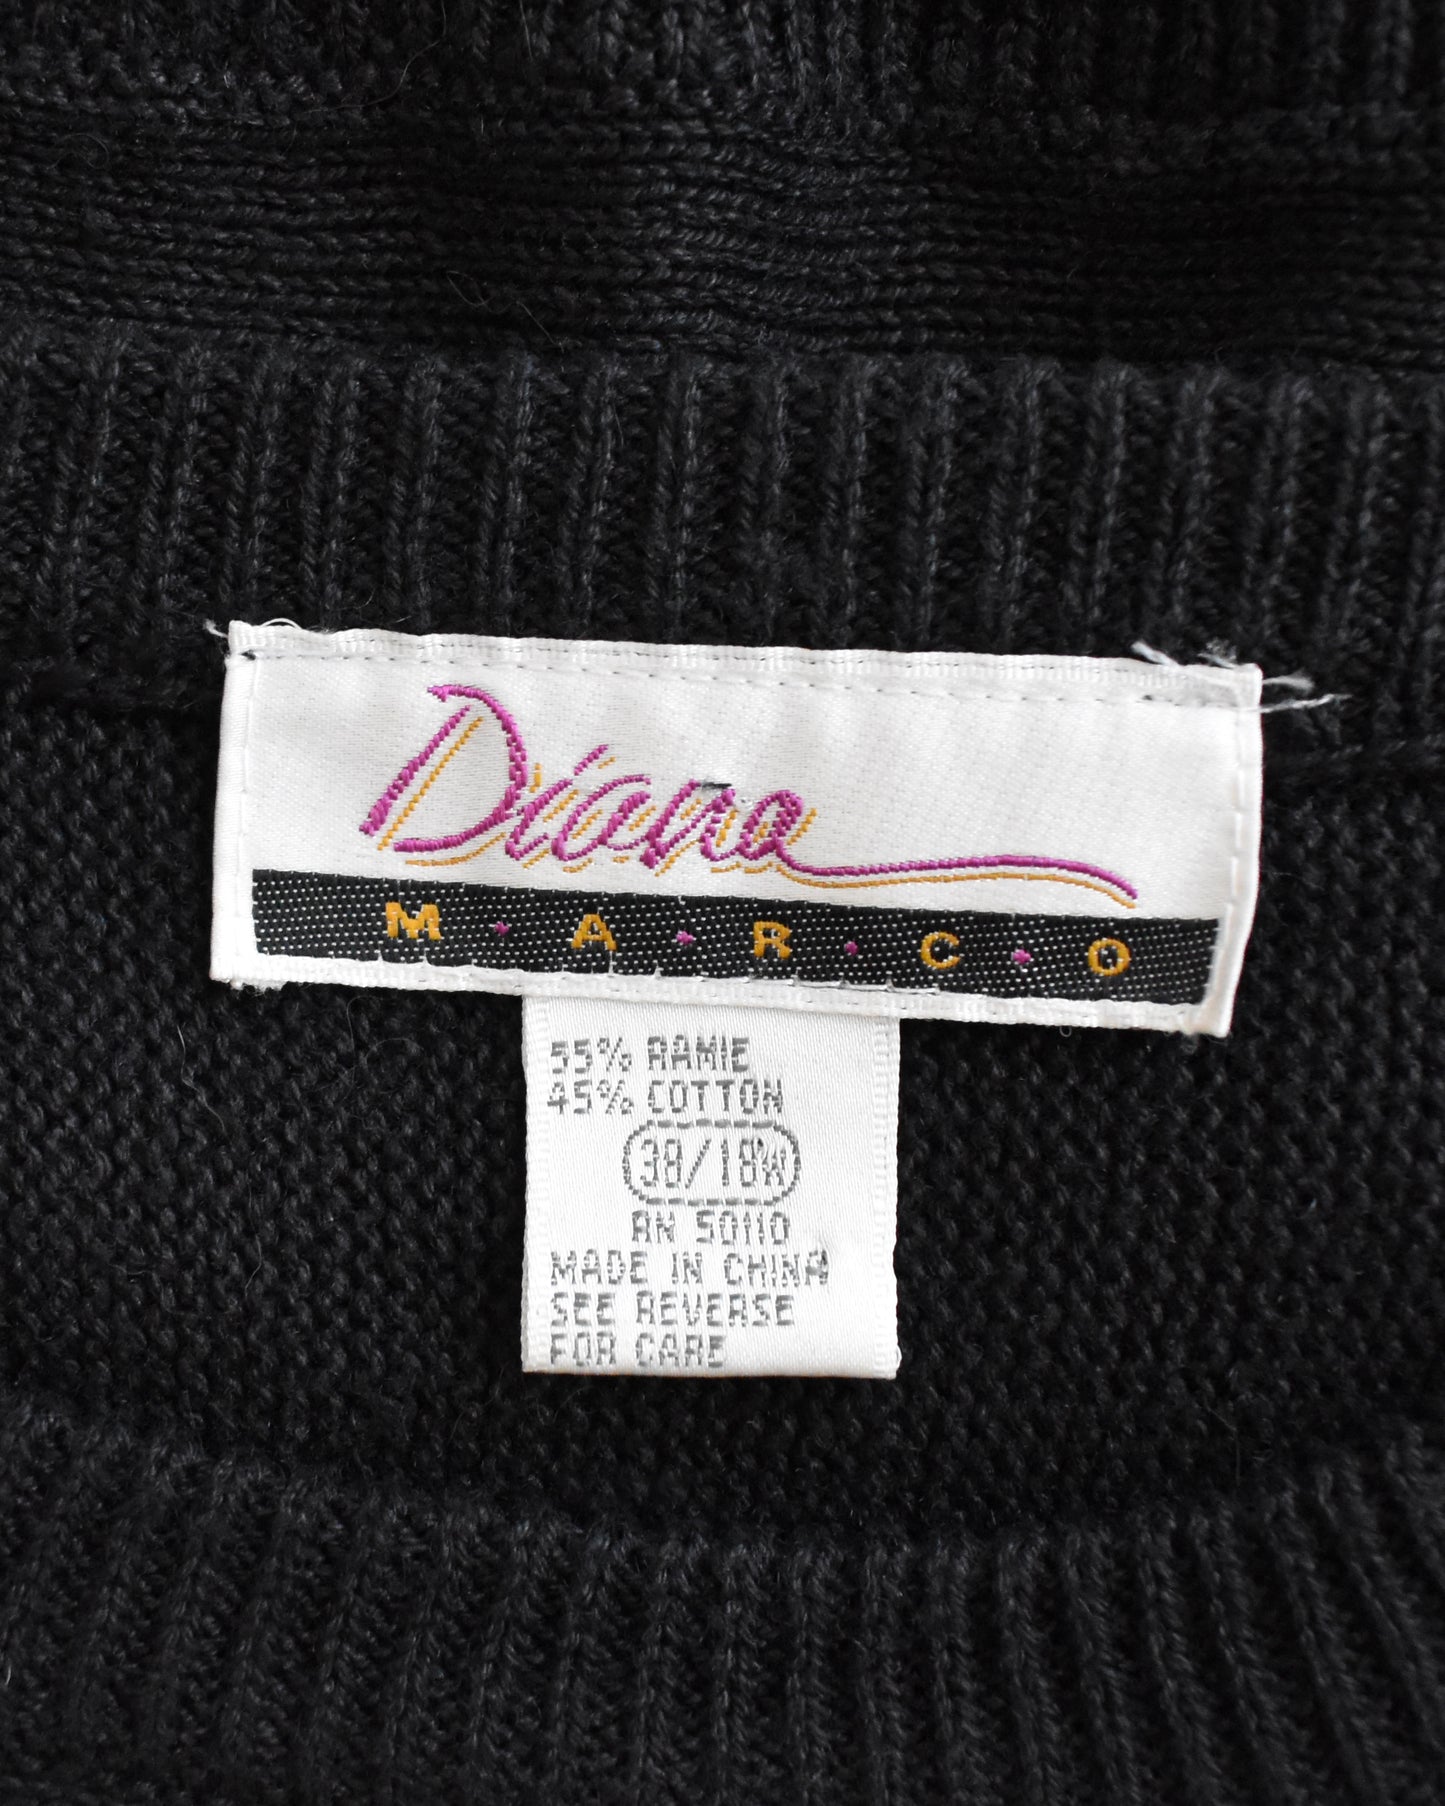 Diana
M·A·R·C·O
55% RAMIE
45% COTTON
38/18W
RN 50110
MADE IN CHINA
SEE REVERSE
FOR CARE